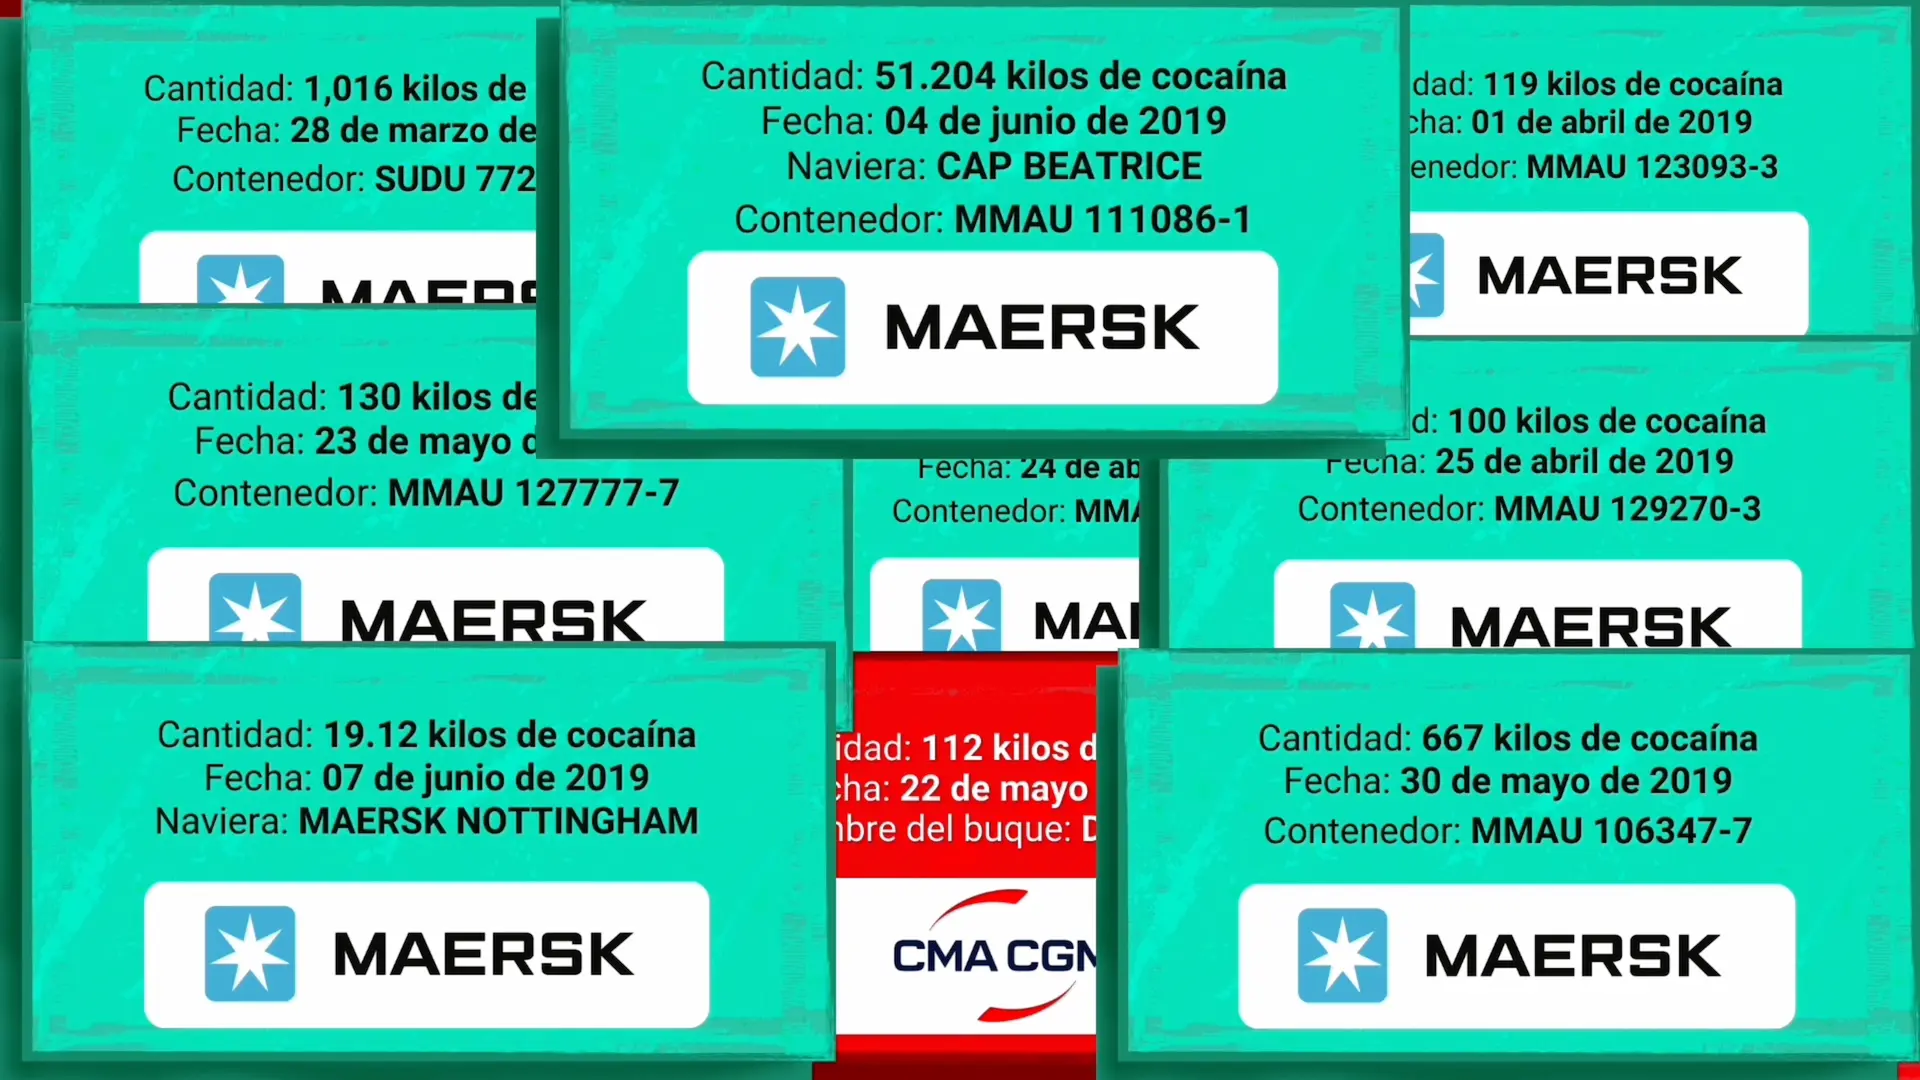 Cantidad: 1,016 kilos de
Fecha: 28 de marzo de
Contenedor: SUDU 772
Cantidad: 51.204 kilos de cocaína
Fecha: 04 de junio de 2019
Naviera: CAP BEATRICE
Contenedor: MMAU 111086-1
MAERSK
dad: 119 kilos de cocaína
cha: 01 de abril de 2019
enedor: MMAU 123093-3
MAERSK
Cantidad: 130 kilos de
Fecha: 23 de mayo d
Contenedor: MMAU 127777-7
MAERSK
Fecha: 24 de ab
Contenedor: MMA
MAE
d: 100 kilos de cocaína
Fecha: 25 de abril de 2019
Contenedor: MMAU 129270-3
MAERSK
Cantidad: 19.12 kilos de cocaína
Fecha: 07 de junio de 2019
Naviera: MAERSK NOTTINGHAM
MAERSK
idad: 112 kilos d
cha: 22 de mayo
mbre del buque: D
CMA CGM
Cantidad: 667 kilos de cocaína
Fecha: 30 de mayo de 2019
Contenedor: MMAU 106347-7
MAERSK